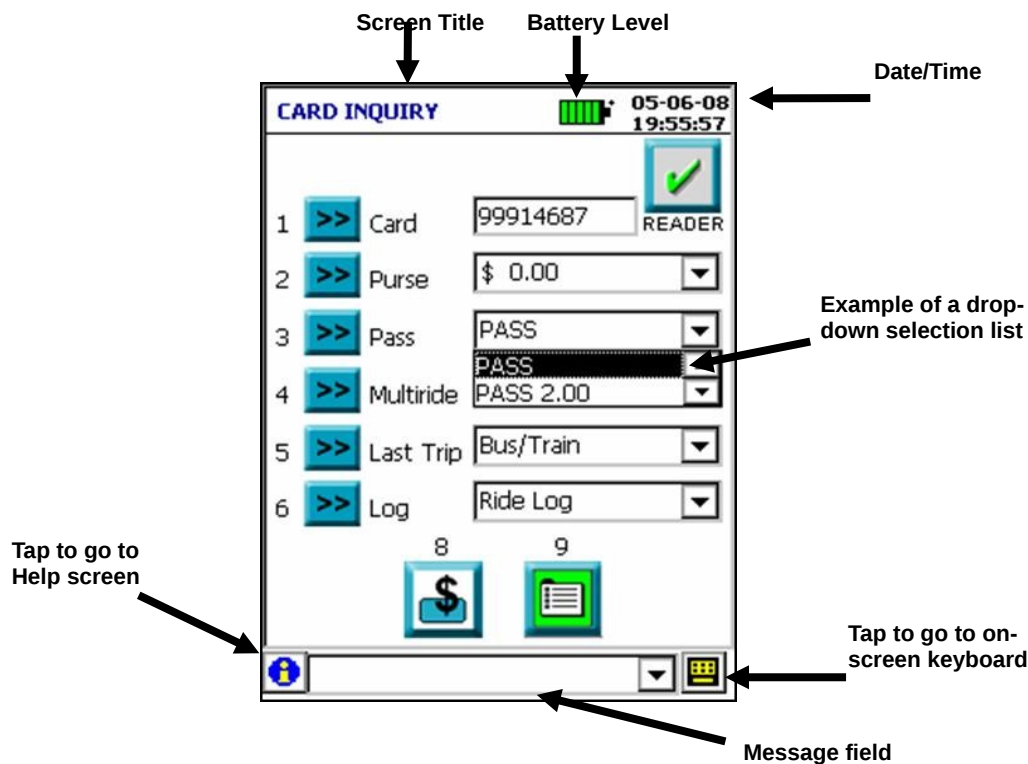 Screen Title
Battery Level
Date/Time
CARD INQUIRY
05-06-08
19:55:57
READER
1 >> Card 99914687
2 >> Purse $ 0.00
3 >> Pass PASS
PASS
4 >> Multiride PASS 2.00
5 >> Last Trip Bus/Train
6 >> Log Ride Log
8
9
$
Example of a drop-
down selection list
Tap to go to
Help screen
i
Tap to go to on-
screen keyboard
Message field